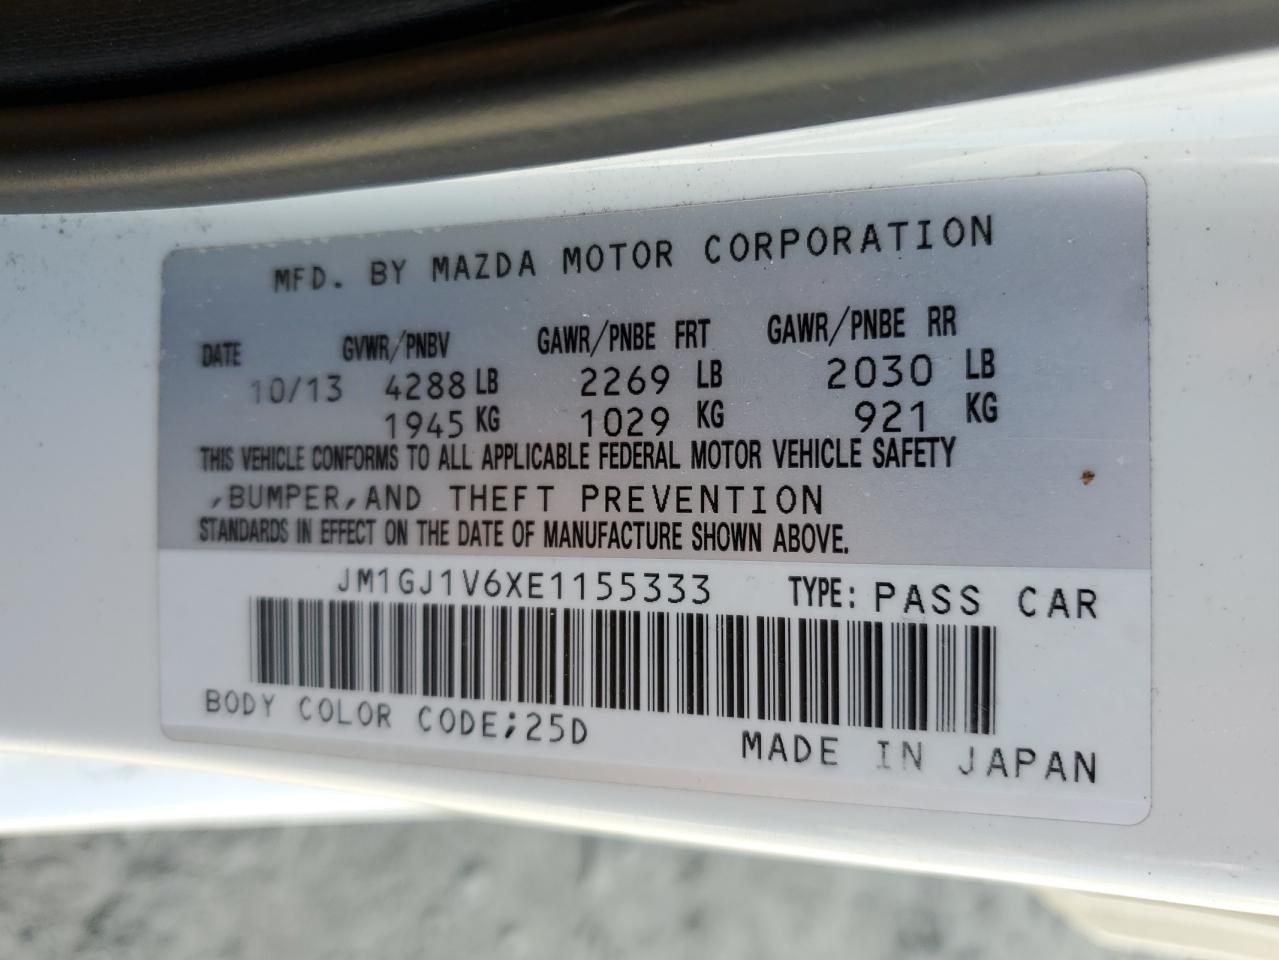 MFD. BY MAZDA MOTOR CORPORATION
DATE GVWR/PNBV GAWR/PNBE FRT GAWR/PNBE RR
10/13 4288 LB 2269 LB 2030 LB
1945 KG 1029 KG 921 KG
THIS VEHICLE CONFORMS TO ALL APPLICABLE FEDERAL MOTOR VEHICLE SAFETY
,BUMPER,AND THEFT PREVENTION
STANDARDS IN EFFECT ON THE DATE OF MANUFACTURE SHOWN ABOVE.
JM1GJ1V6XE1155333 TYPE: PASS CAR
BODY COLOR CODE;25D
MADE IN JAPAN